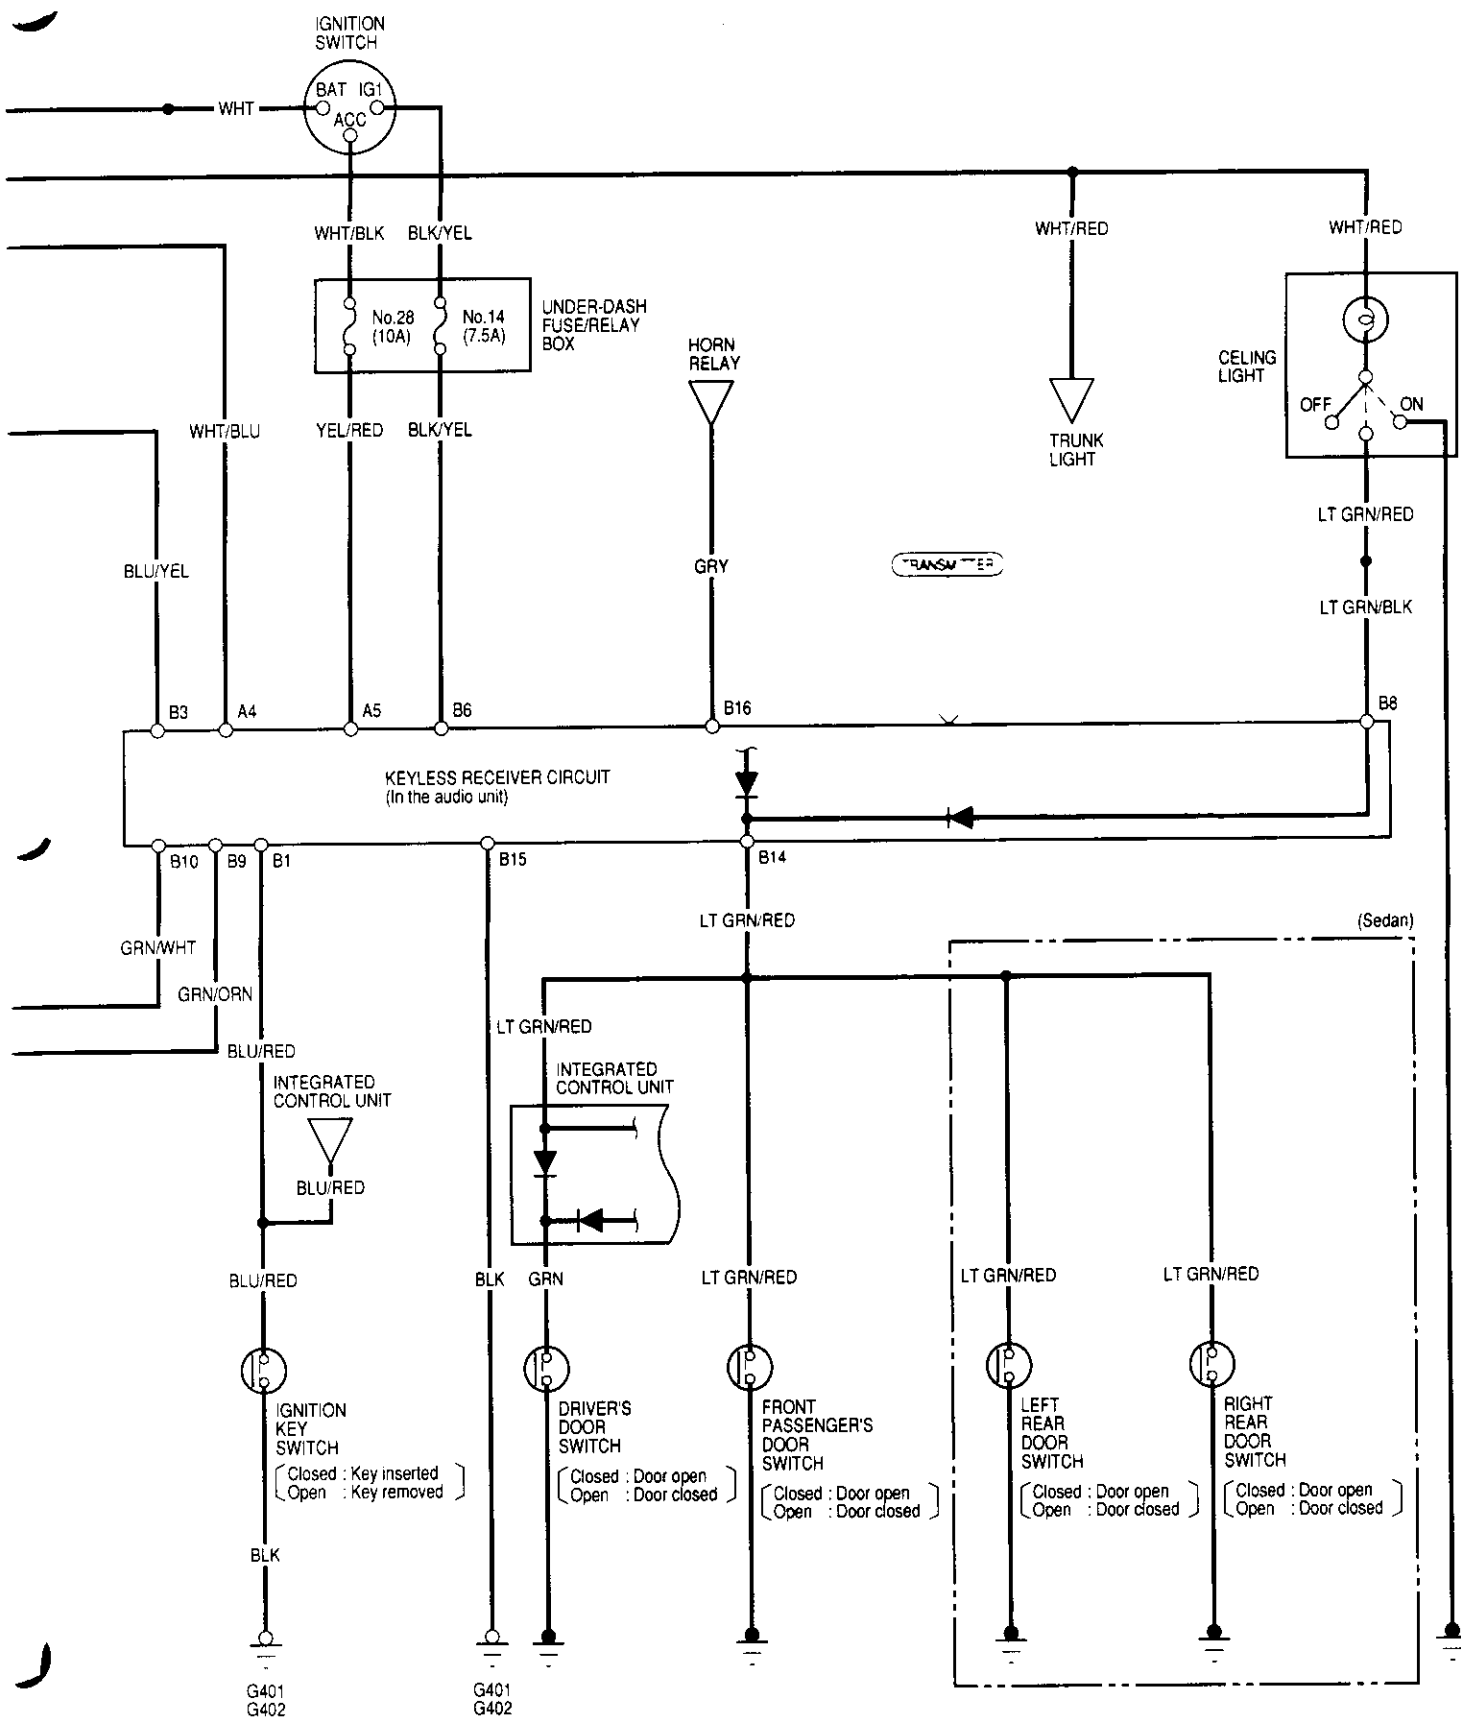 IGNITION
SWITCH
BAT IG1
ACC
WHT
WHT/BLK BLK/YEL
WHT/RED
WHT/RED
No.28
(10A)
No.14
(7.5A)
UNDER-DASH
FUSE/RELAY
BOX
HORN
RELAY
CELING
LIGHT
OFF ON
WHT/BLU YEL/RED BLK/YEL
TRUNK
LIGHT
LT GRN/RED
BLU/YEL
GRY
TRANSMITTER
LT GRN/BLK
B3 A4 A5 B6 B16 B8
KEYLESS RECEIVER CIRCUIT
(In the audio unit)
B10 B9 B1 B15 B14
LT GRN/RED
(Sedan)
GRN/WHT
GRN/ORN
LT GRN/RED
BLU/RED
INTEGRATED
CONTROL UNIT
INTEGRATED
CONTROL UNIT
BLU/RED
BLU/RED
BLK GRN
LT GRN/RED
LT GRN/RED
LT GRN/RED
IGNITION
KEY
SWITCH
Closed : Key inserted
Open : Key removed
DRIVER'S
DOOR
SWITCH
Closed : Door open
Open : Door closed
FRONT
PASSENGER'S
DOOR
SWITCH
Closed : Door open
Open : Door closed
LEFT
REAR
DOOR
SWITCH
Closed : Door open
Open : Door closed
RIGHT
REAR
DOOR
SWITCH
Closed : Door open
Open : Door closed
BLK
G401
G402
G401
G402